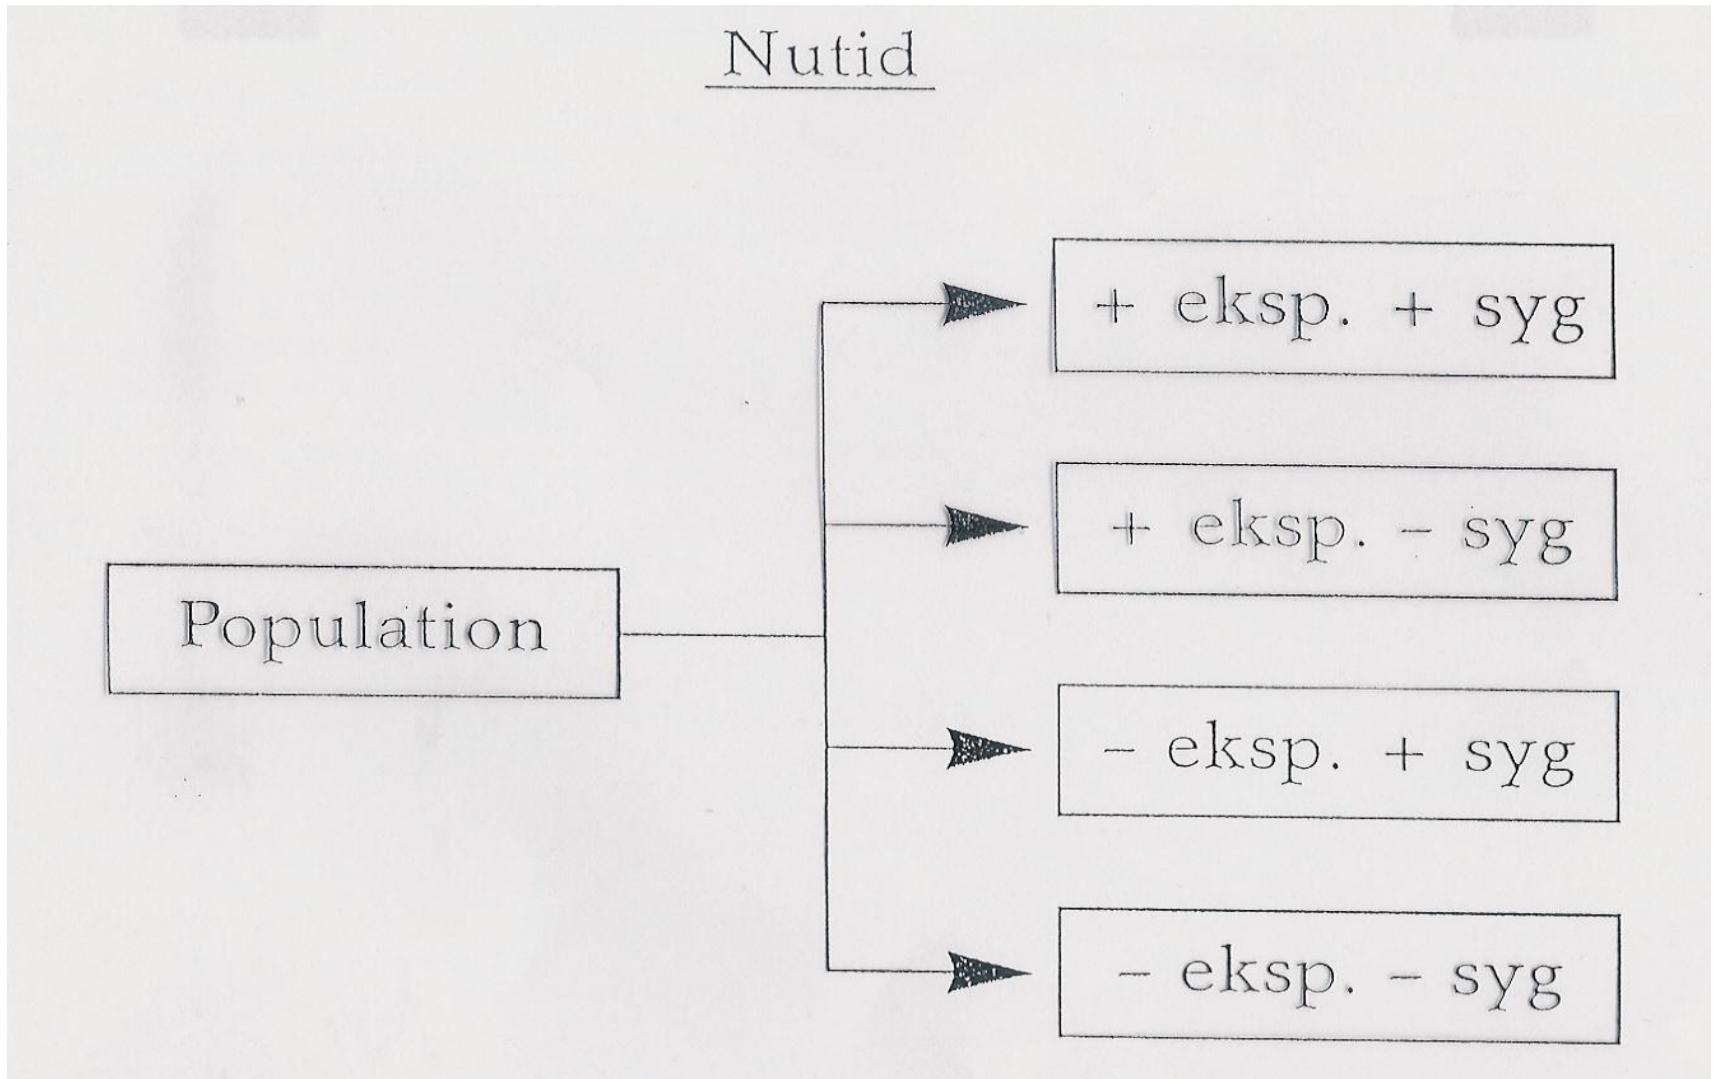 Nutid
+ eksp. + syg
+ eksp. – syg
Population
– eksp. + syg
– eksp. – syg